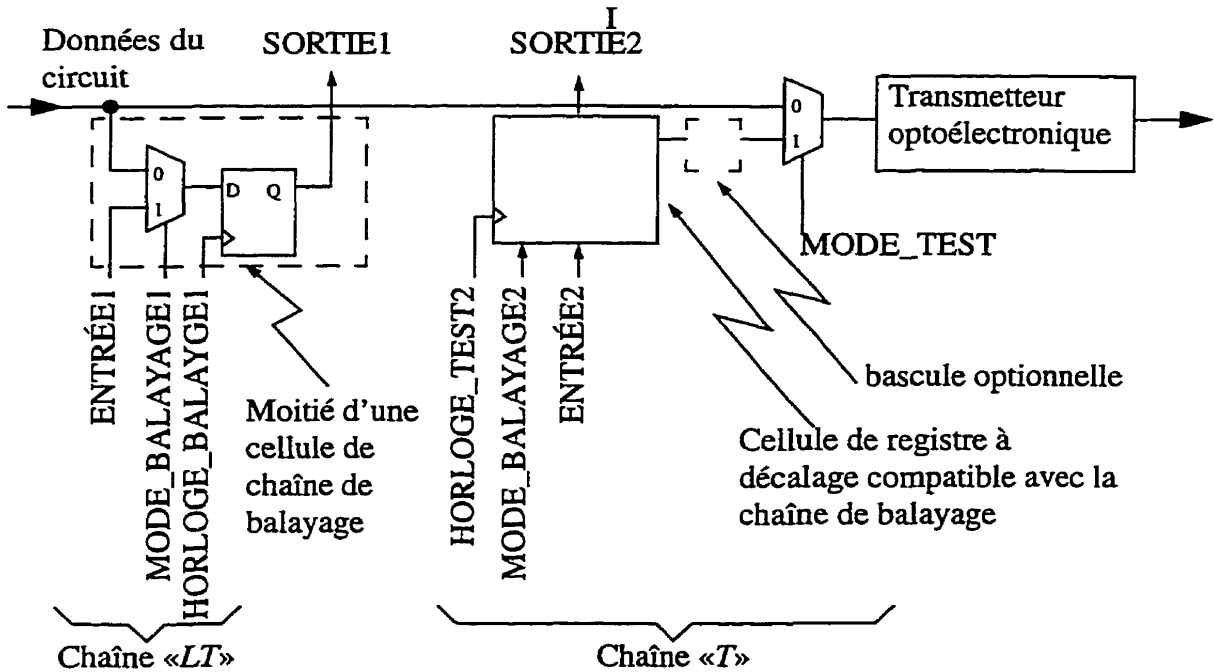 I
Données du
circuit
SORTIE1
SORTIE2
0
1
Transmetteur
optoélectronique
0
1
D Q
MODE_TEST
ENTRÉE1
MODE_BALAYAGE1
HORLOGE_BALAYGE1
HORLOGE_TEST2
MODE_BALAYAGE2
ENTRÉE2
bascule optionnelle
Moitié d'une
cellule de
chaîne de
balayage
Cellule de registre à
décalage compatible avec la
chaîne de balayage
Chaîne «LT»
Chaîne «T»